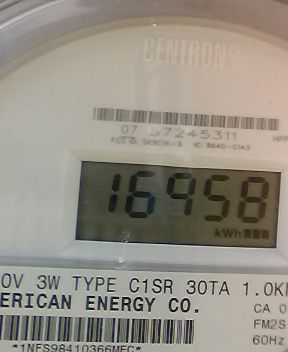 CENTRON®
07 57245311
16958
kWh
0V 3W TYPE C1SR 30TA 1.0K
ERICAN ENERGY CO.
CA 0
FM2S
60Hz
*1NFS98410366MEC*